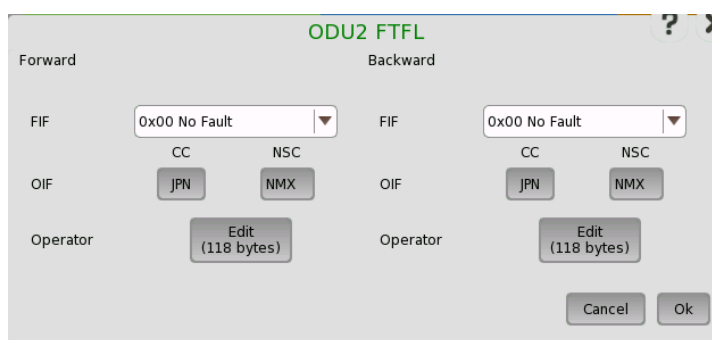 ODU2 FTFL
?
Forward Backward
FIF 0x00 No Fault FIF 0x00 No Fault
CC NSC CC NSC
OIF JPN NMX OIF JPN NMX
Operator Edit (118 bytes) Operator Edit (118 bytes)
Cancel Ok